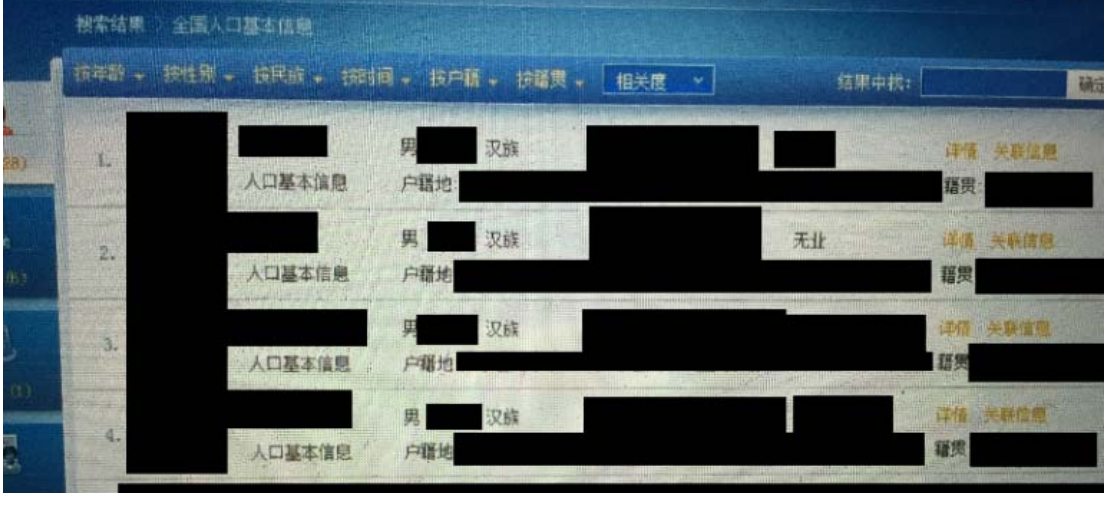 搜索结果 〉 全国人口基本信息
按年龄 按性别 按民族 按时间 按户籍 按籍贯 相关度 结果中找: 确定
1. 男 汉族 详情 关联信息
人口基本信息 户籍地: 籍贯:
2. 男 汉族 无业 详情 关联信息
人口基本信息 户籍地 籍贯
3. 男 汉族 详情 关联信息
人口基本信息 户籍地 籍贯
(1)
4. 男 汉族 详情 关联信息
人口基本信息 户籍地 籍贯